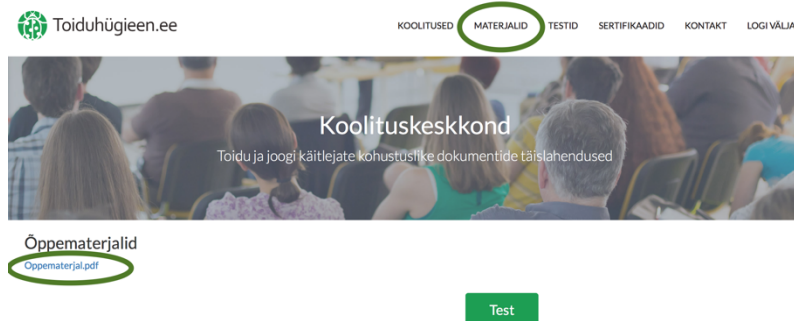 Toiduhügieen.ee
KOOLITUSED MATERJALID TESTID SERTIFIKAADID KONTAKT LOGI VÄLJA
Koolituskeskkond
Toidu ja joogi käitlejate kohustuslike dokumentide täislahendused
Õppematerjalid
Oppematerjal.pdf
Test